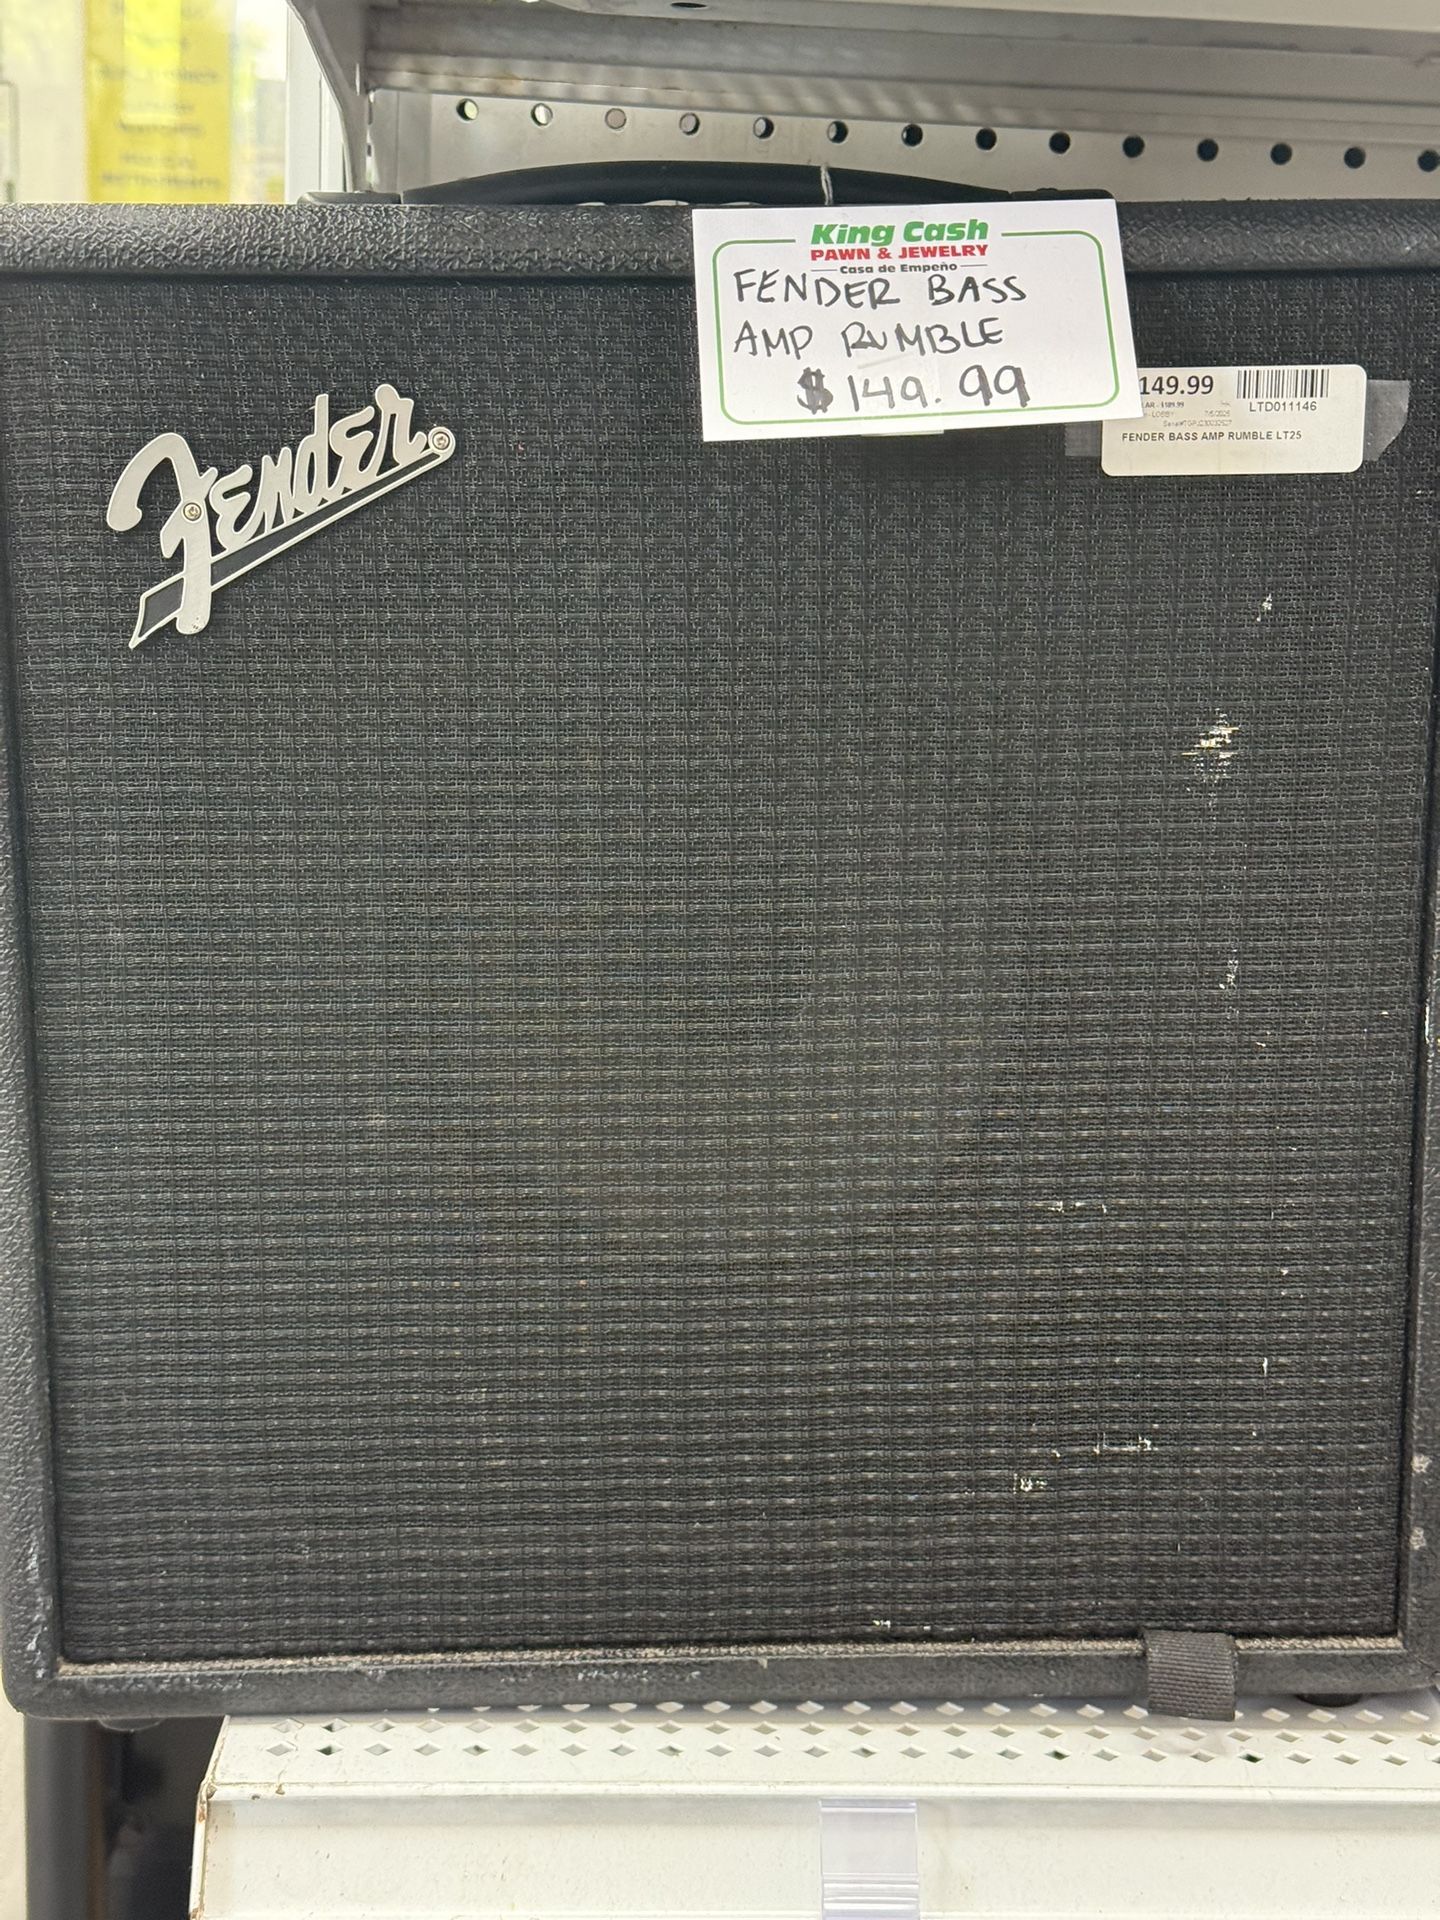 King Cash
PAWN & JEWELRY
Casa de Empeño
FENDER BASS
AMP RUMBLE
$149.99
149.99
LTD011146
FENDER BASS AMP RUMBLE LT25
Fender